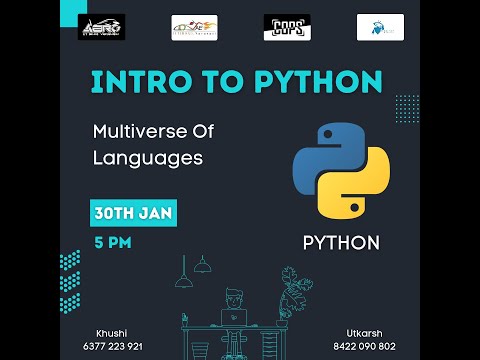 COPS
INTRO TO PYTHON
Multiverse Of
Languages
30TH JAN
5 PM
PYTHON
Khushi
6377 223 921
Utkarsh
8422 090 802